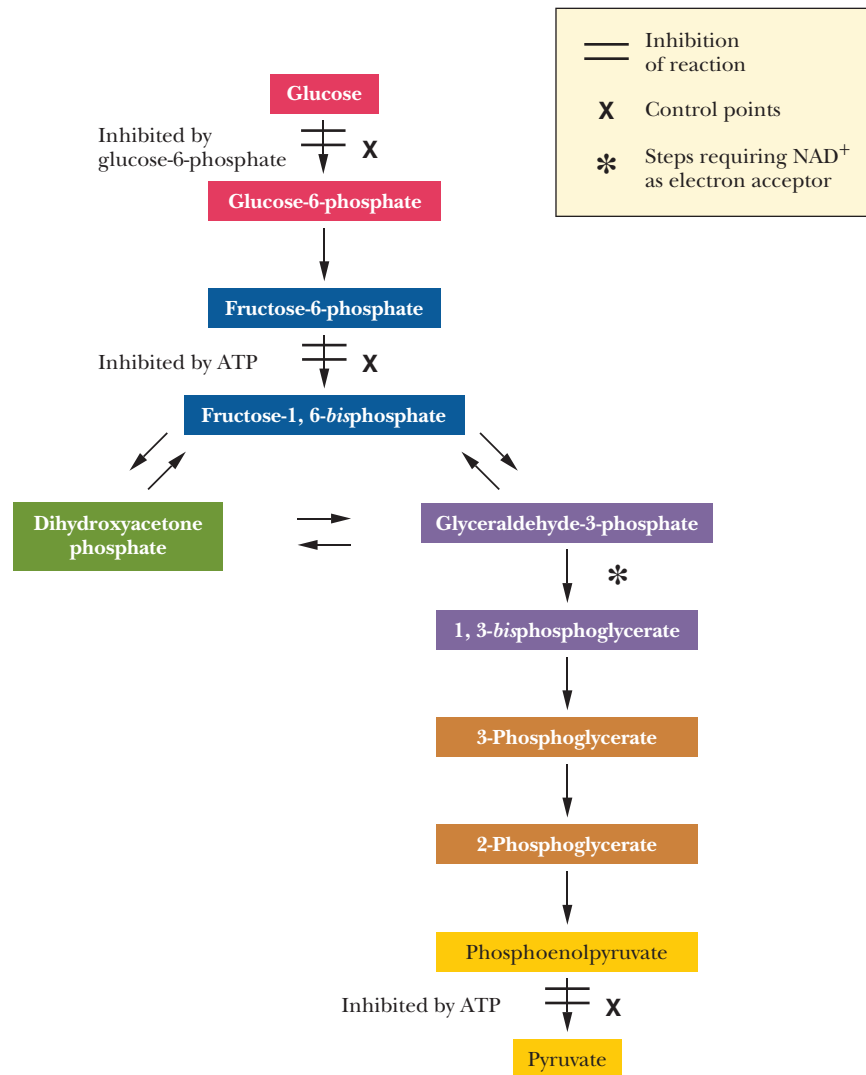 Inhibition
of reaction
X Control points
* Steps requiring NAD+
as electron acceptor
Glucose
Inhibited by
glucose-6-phosphate
X
Glucose-6-phosphate
Fructose-6-phosphate
Inhibited by ATP
X
Fructose-1, 6-bisphosphate
Dihydroxyacetone
phosphate
Glyceraldehyde-3-phosphate
*
1, 3-bisphosphoglycerate
3-Phosphoglycerate
2-Phosphoglycerate
Phosphoenolpyruvate
Inhibited by ATP
X
Pyruvate